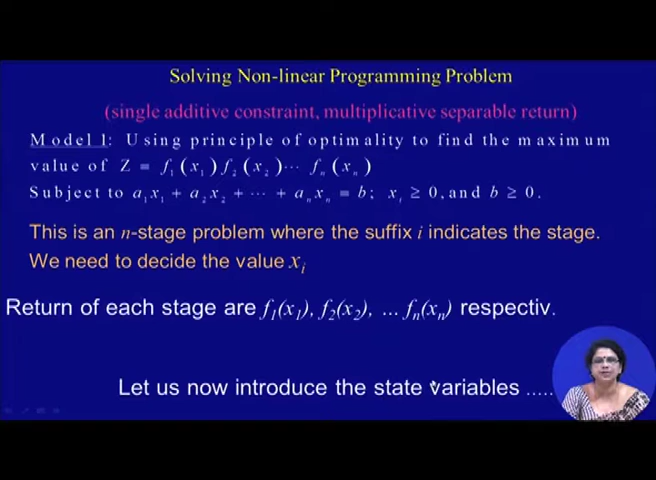 Solving Non-linear Programming Problem
(single additive constraint, multiplicative separable return)
Model 1: Using principle of optimality to find the maximum
value of Z = f₁(x₁) f₂(x₂)··· fₙ(xₙ)
Subject to a₁x₁ + a₂x₂ + ··· + aₙxₙ = b; xᵢ ≥ 0, and b ≥ 0.
This is an n-stage problem where the suffix i indicates the stage.
We need to decide the value xᵢ
Return of each stage are f₁(x₁), f₂(x₂), ... fₙ(xₙ) respectiv.
Let us now introduce the state variables .....